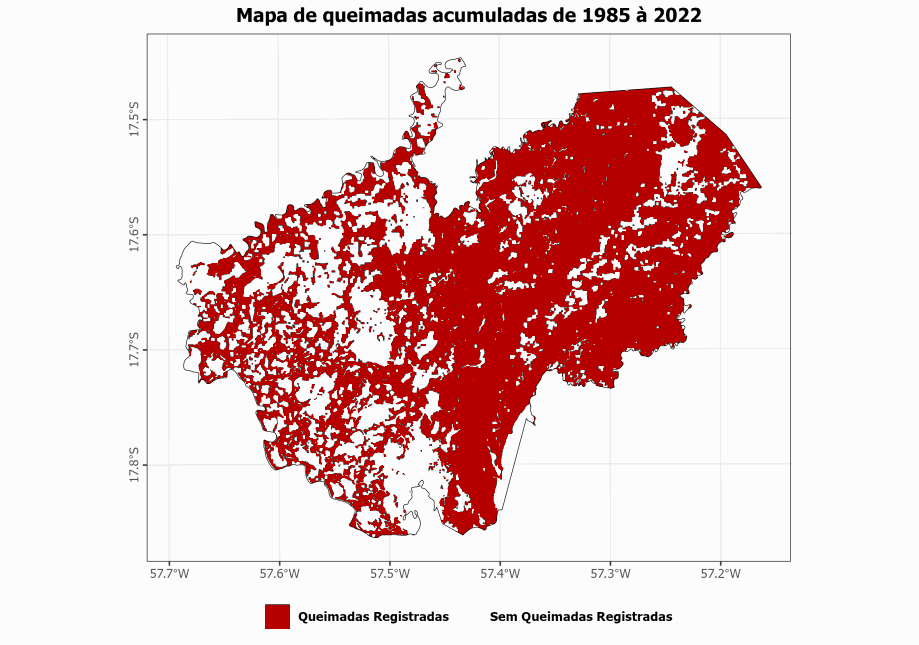 Mapa de queimadas acumuladas de 1985 à 2022
17.5°S
17.6°S
17.7°S
17.8°S
57.7°W 57.6°W 57.5°W 57.4°W 57.3°W 57.2°W
Queimadas Registradas Sem Queimadas Registradas